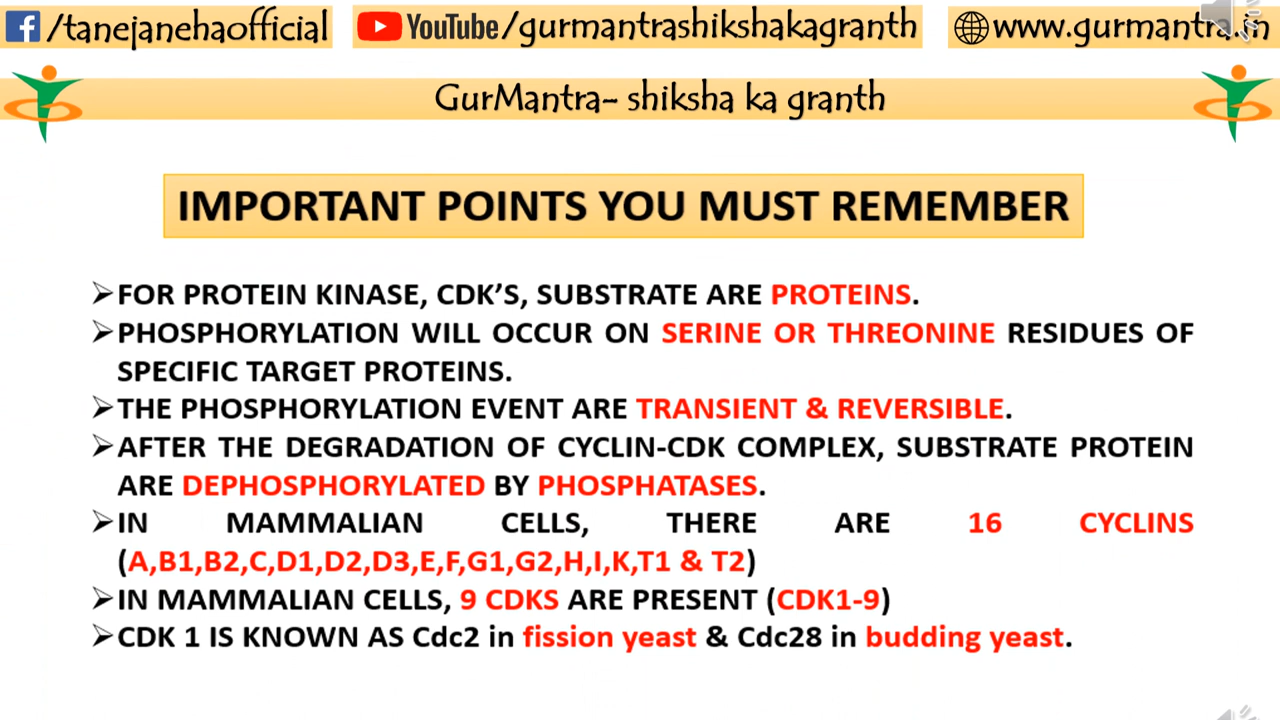 /tanejanehaofficial
YouTube/gurmantrashikshakagranth
www.gurmantra.in
GurMantra- shiksha ka granth
IMPORTANT POINTS YOU MUST REMEMBER
➢FOR PROTEIN KINASE, CDK'S, SUBSTRATE ARE PROTEINS.
➢PHOSPHORYLATION WILL OCCUR ON SERINE OR THREONINE RESIDUES OF
SPECIFIC TARGET PROTEINS.
➢THE PHOSPHORYLATION EVENT ARE TRANSIENT & REVERSIBLE.
➢AFTER THE DEGRADATION OF CYCLIN-CDK COMPLEX, SUBSTRATE PROTEIN
ARE DEPHOSPHORYLATED BY PHOSPHATASES.
➢IN MAMMALIAN CELLS, THERE ARE 16 CYCLINS
(A,B1,B2,C,D1,D2,D3,E,F,G1,G2,H,I,K,T1 & T2)
➢IN MAMMALIAN CELLS, 9 CDKS ARE PRESENT (CDK1-9)
➢CDK 1 IS KNOWN AS Cdc2 in fission yeast & Cdc28 in budding yeast.